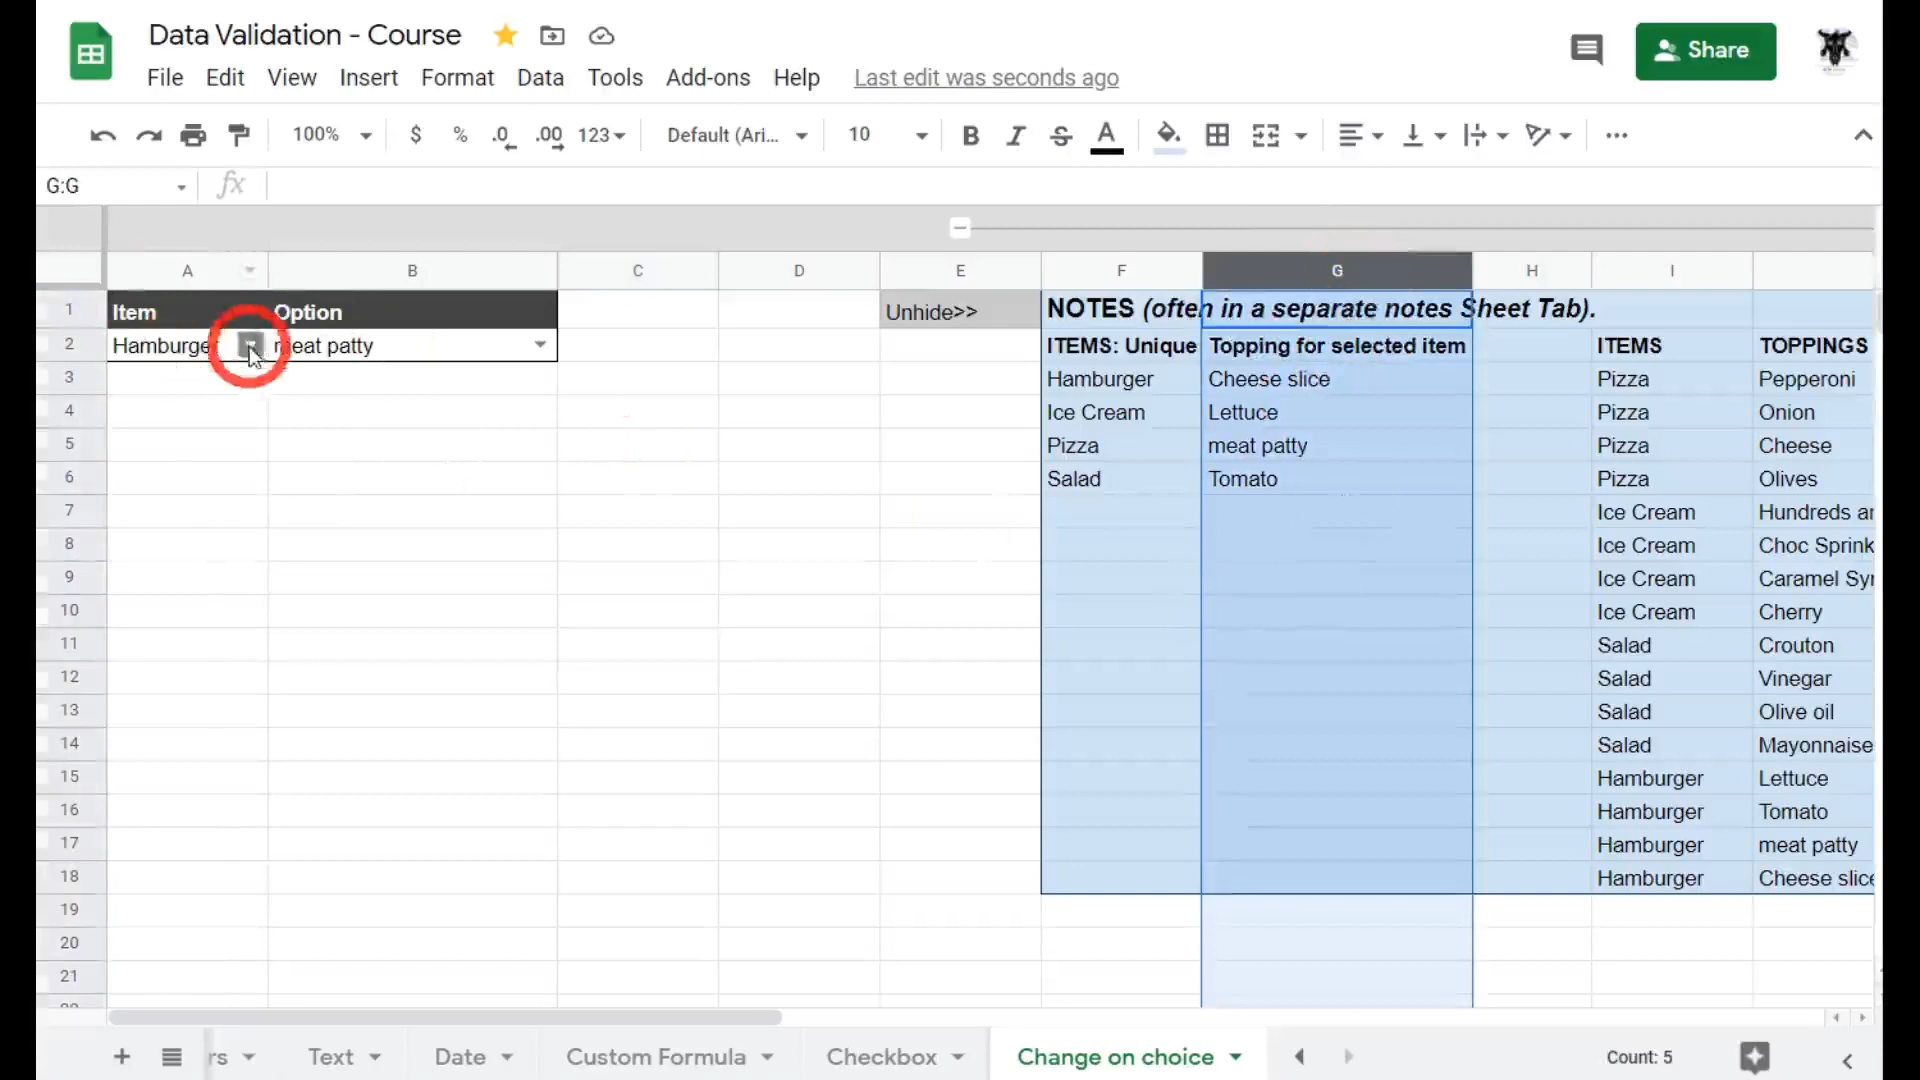 Data Validation - Course
File Edit View Insert Format Data Tools Add-ons Help Last edit was seconds ago
Share
100% $ % .0 .00 123 Default (Ari... 10 B I S A
G:G fx
A B C D E F G H I
1 Item Option Unhide>> NOTES (often in a separate notes Sheet Tab).
2 Hamburger meat patty ITEMS: Unique Topping for selected item ITEMS TOPPINGS
3 Hamburger Cheese slice Pizza Pepperoni
4 Ice Cream Lettuce Pizza Onion
5 Pizza meat patty Pizza Cheese
6 Salad Tomato Pizza Olives
7 Ice Cream Hundreds
8 Ice Cream Choc
9 Ice Cream Caramel
10 Ice Cream Cherry
11 Salad Crouton
12 Salad Vinegar
13 Salad Olive oil
14 Salad Mayonnaise
15 Hamburger Lettuce
16 Hamburger Tomato
17 Hamburger meat patty
18 Hamburger Cheese slice
19
20
21
rs Text Date Custom Formula Checkbox Change on choice Count: 5